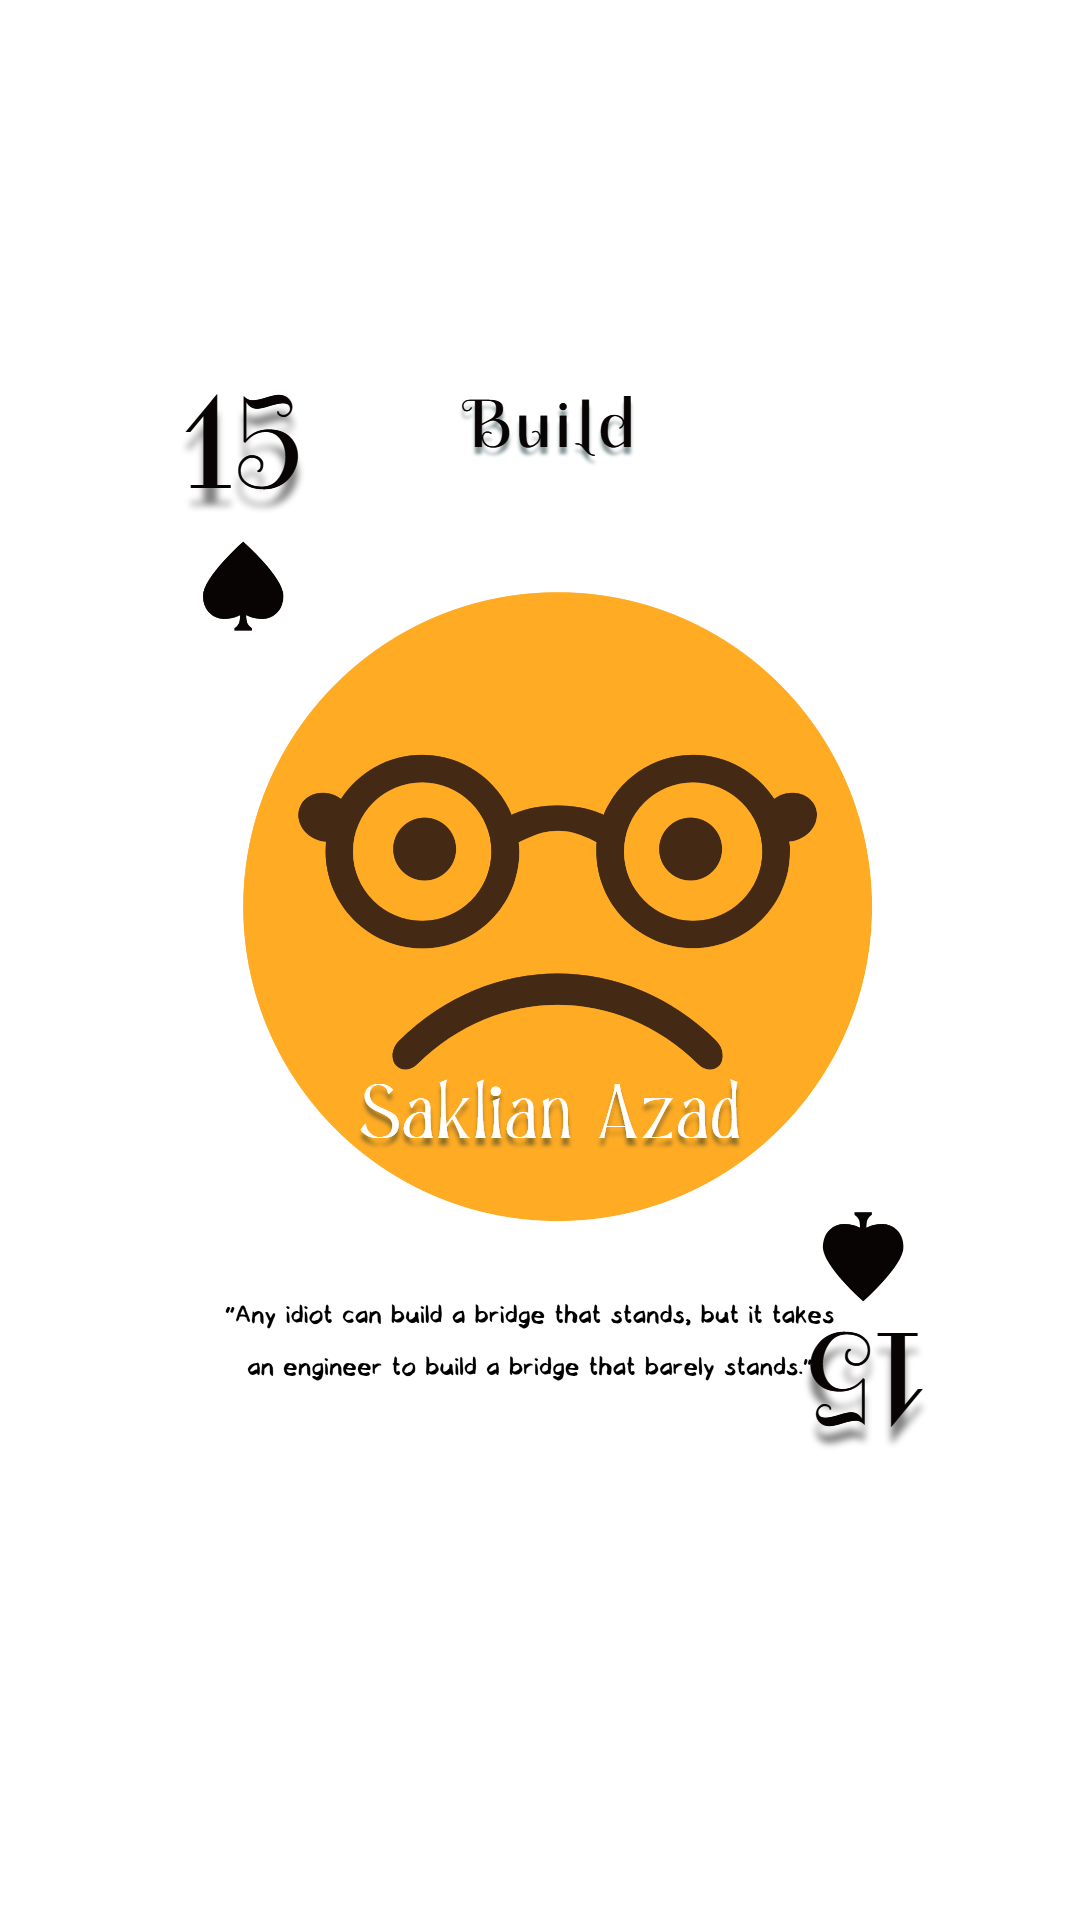 15
Build
Saklian Azad
"Any idiot can build a bridge that stands, but it takes
an engineer to build a bridge that barely stands."
15